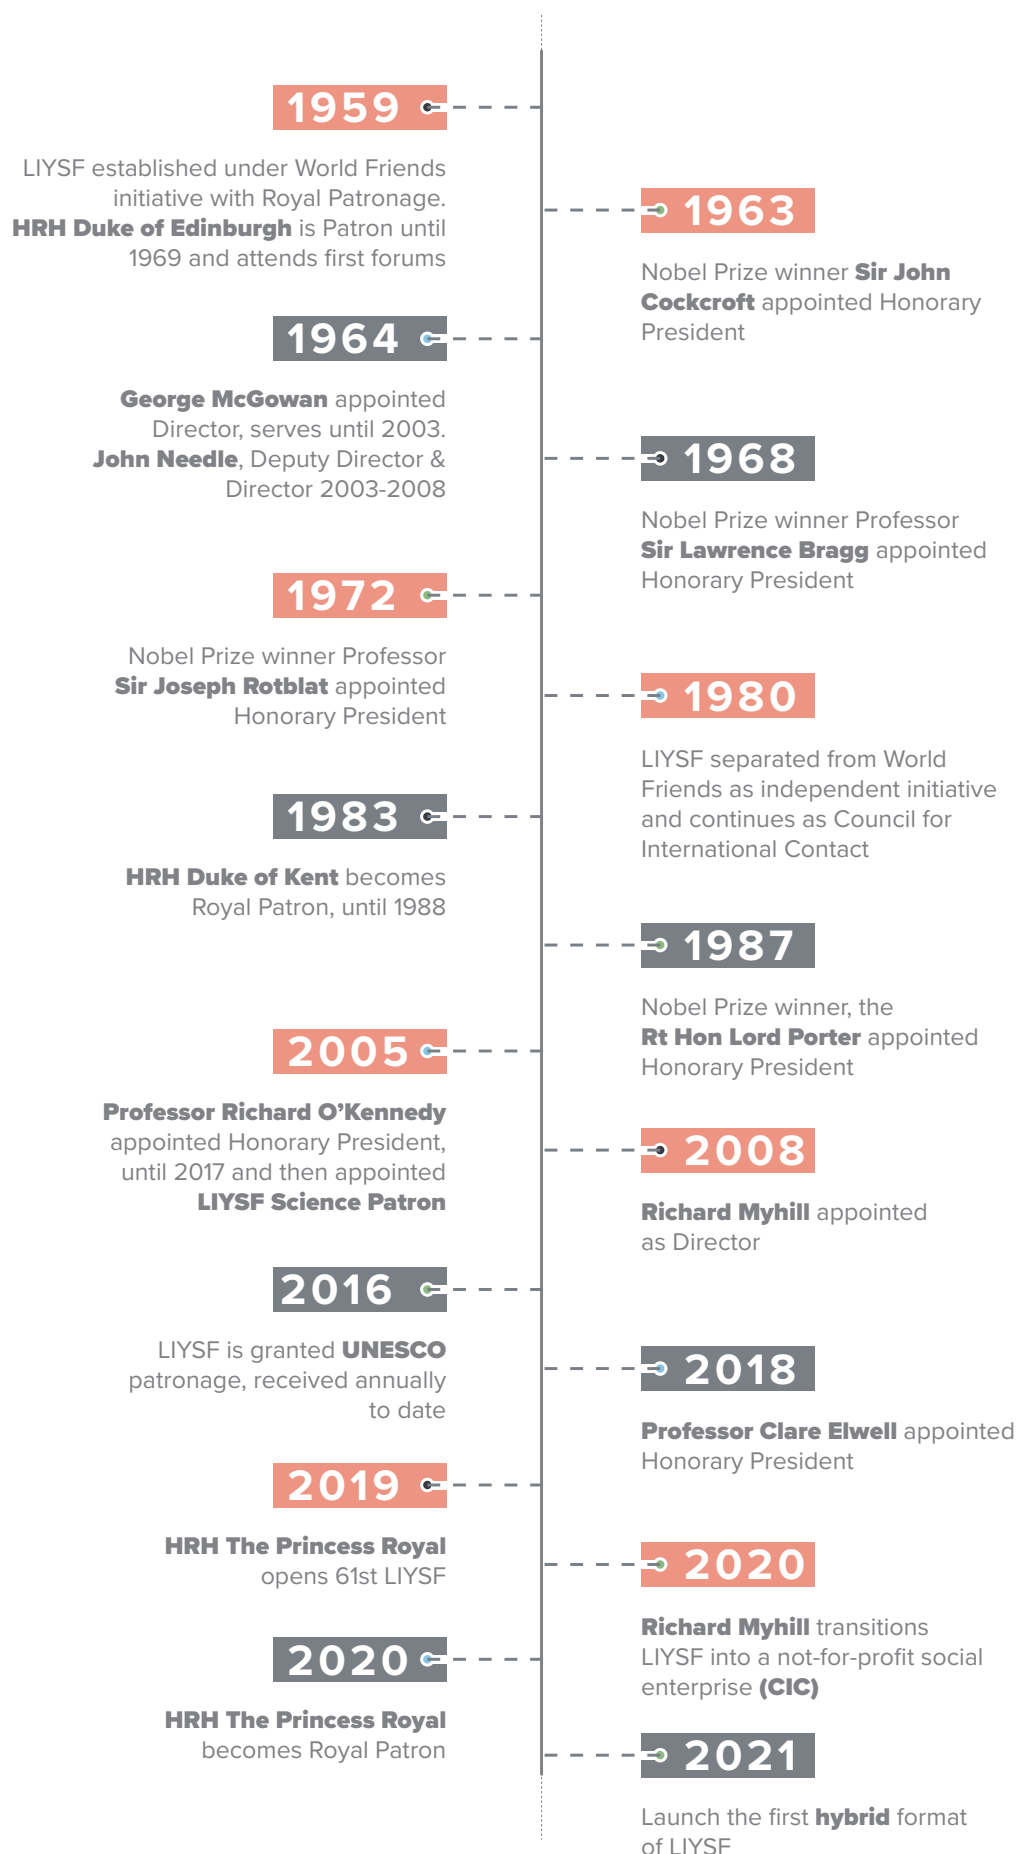 1959
LIYSF established under World Friends
initiative with Royal Patronage.
HRH Duke of Edinburgh is Patron until
1969 and attends first forums
1963
Nobel Prize winner Sir John
Cockcroft appointed Honorary
President
1964
George McGowan appointed
Director, serves until 2003.
John Needle, Deputy Director &
Director 2003-2008
1968
Nobel Prize winner Professor
Sir Lawrence Bragg appointed
Honorary President
1972
Nobel Prize winner Professor
Sir Joseph Rotblat appointed
Honorary President
1980
LIYSF separated from World
Friends as independent initiative
and continues as Council for
International Contact
1983
HRH Duke of Kent becomes
Royal Patron, until 1988
1987
Nobel Prize winner, the
Rt Hon Lord Porter appointed
Honorary President
2005
Professor Richard O’Kennedy
appointed Honorary President,
until 2017 and then appointed
LIYSF Science Patron
2008
Richard Myhill appointed
as Director
2016
LIYSF is granted UNESCO
patronage, received annually
to date
2018
Professor Clare Elwell appointed
Honorary President
2019
HRH The Princess Royal
opens 61st LIYSF
2020
Richard Myhill transitions
LIYSF into a not-for-profit social
enterprise (CIC)
2020
HRH The Princess Royal
becomes Royal Patron
2021
Launch the first hybrid format
of LIYSF